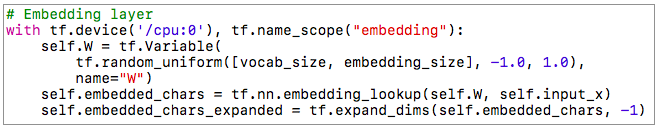 # Embedding layer
with tf.device('/cpu:0'), tf.name_scope("embedding"):
    self.W = tf.Variable(
        tf.random_uniform([vocab_size, embedding_size], -1.0, 1.0),
        name="W")
    self.embedded_chars = tf.nn.embedding_lookup(self.W, self.input_x)
    self.embedded_chars_expanded = tf.expand_dims(self.embedded_chars, -1)